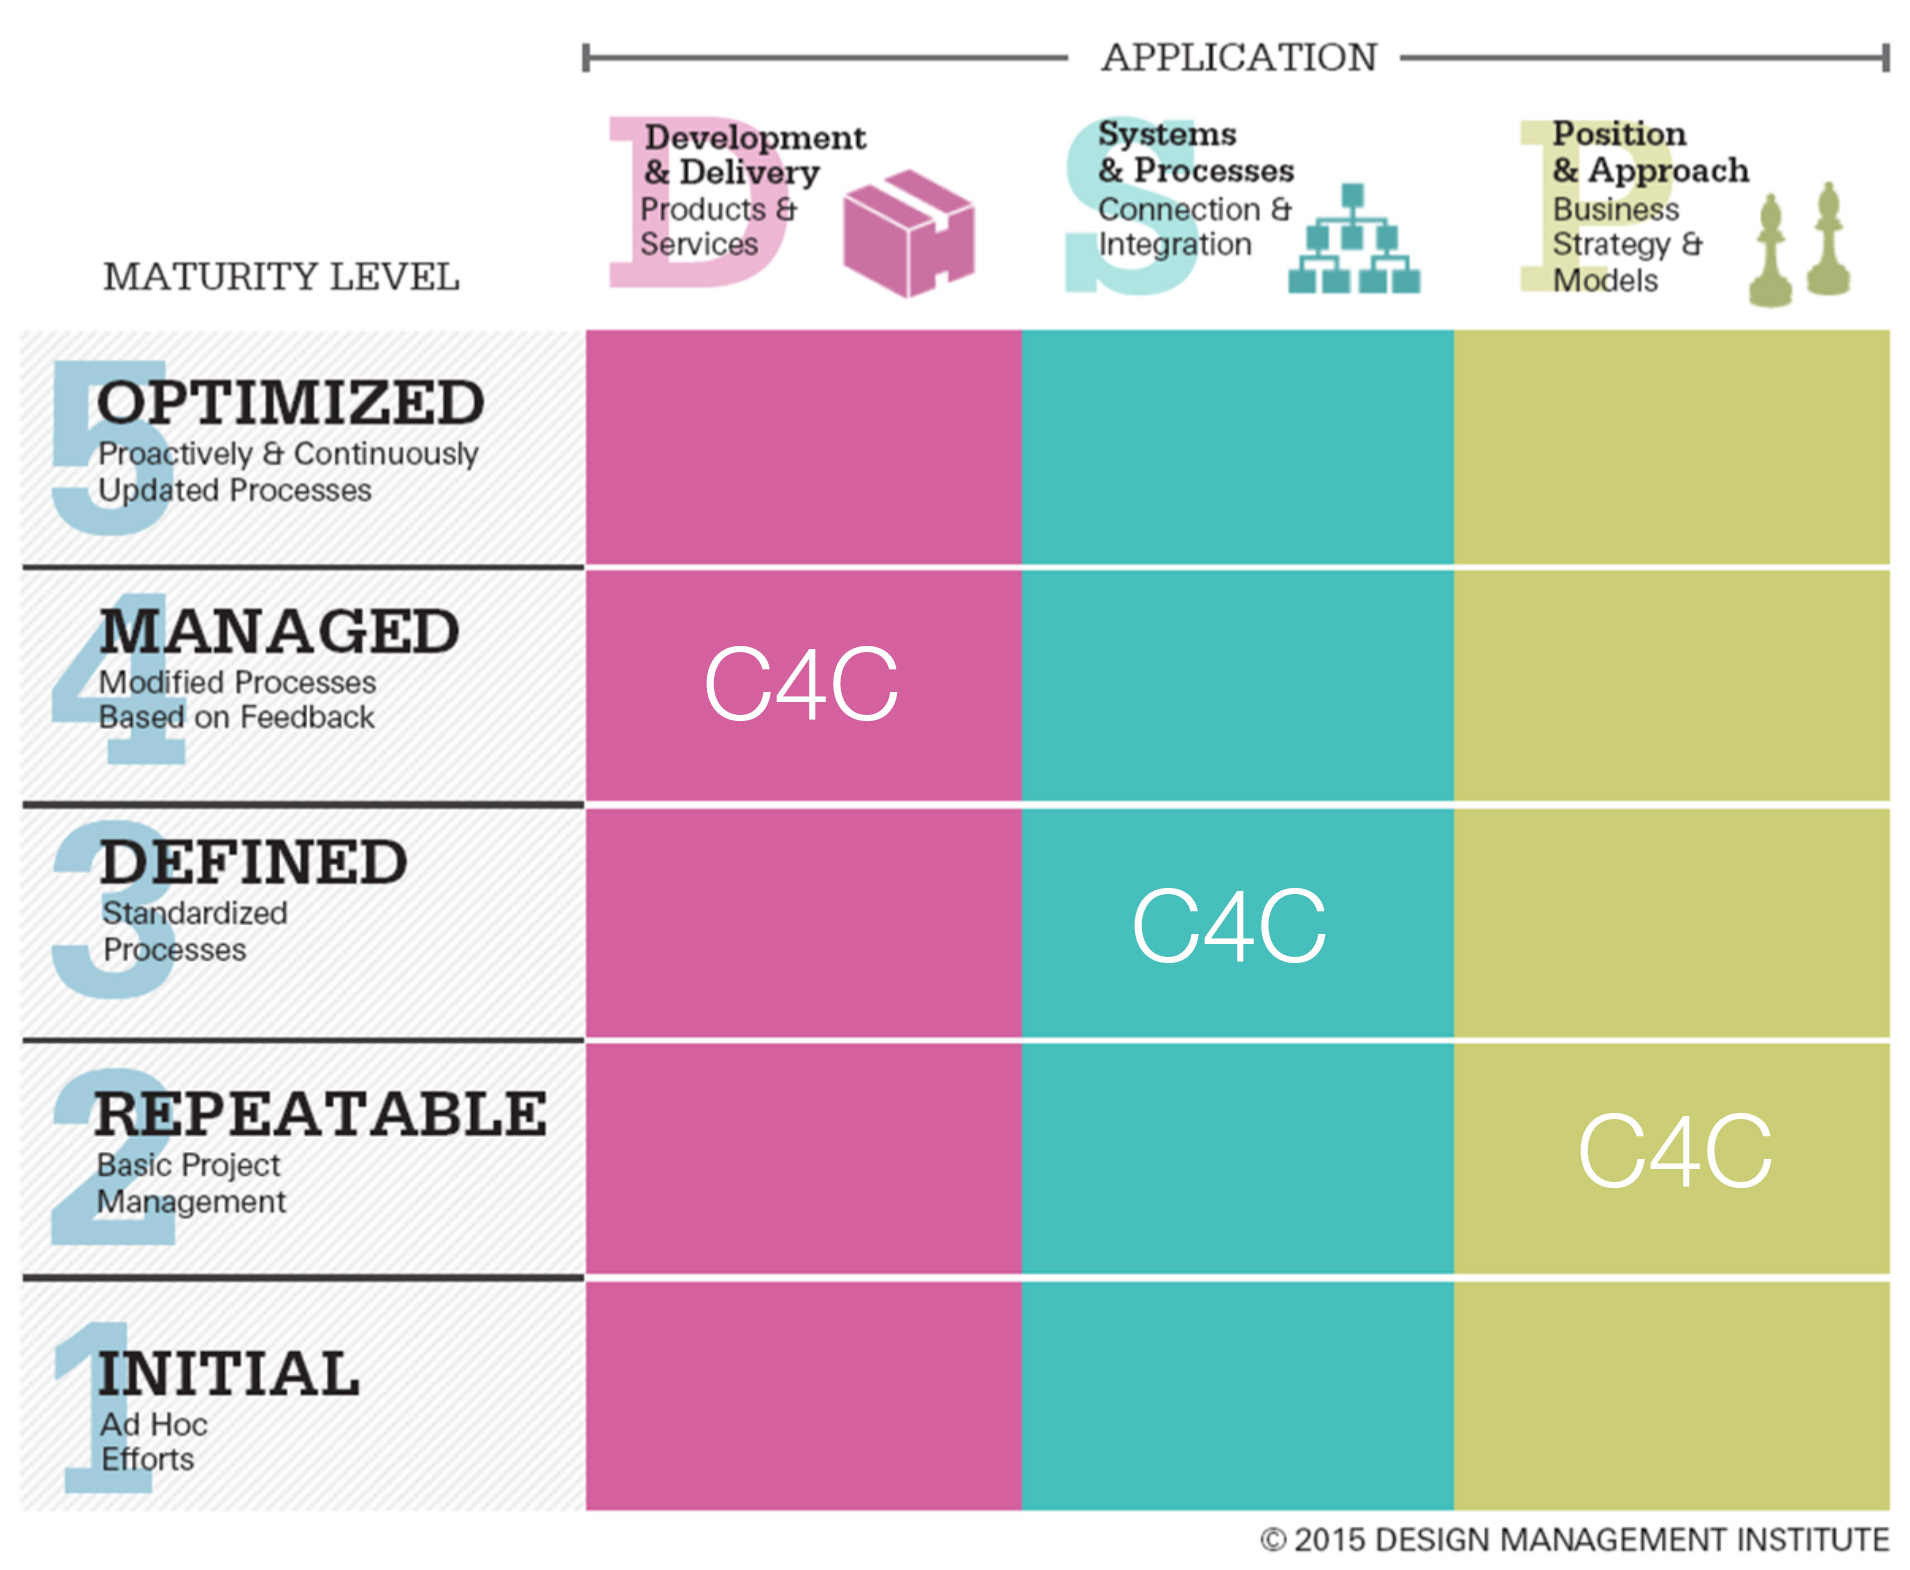 APPLICATION
D
Development
& Delivery
Products &
Services
S
Systems
& Processes
Connection &
Integration
P
Position
& Approach
Business
Strategy &
Models
MATURITY LEVEL
5
OPTIMIZED
Proactively & Continuously
Updated Processes
4
MANAGED
Modified Processes
Based on Feedback
C4C
3
DEFINED
Standardized
Processes
C4C
2
REPEATABLE
Basic Project
Management
C4C
1
INITIAL
Ad Hoc
Efforts
© 2015 DESIGN MANAGEMENT INSTITUTE